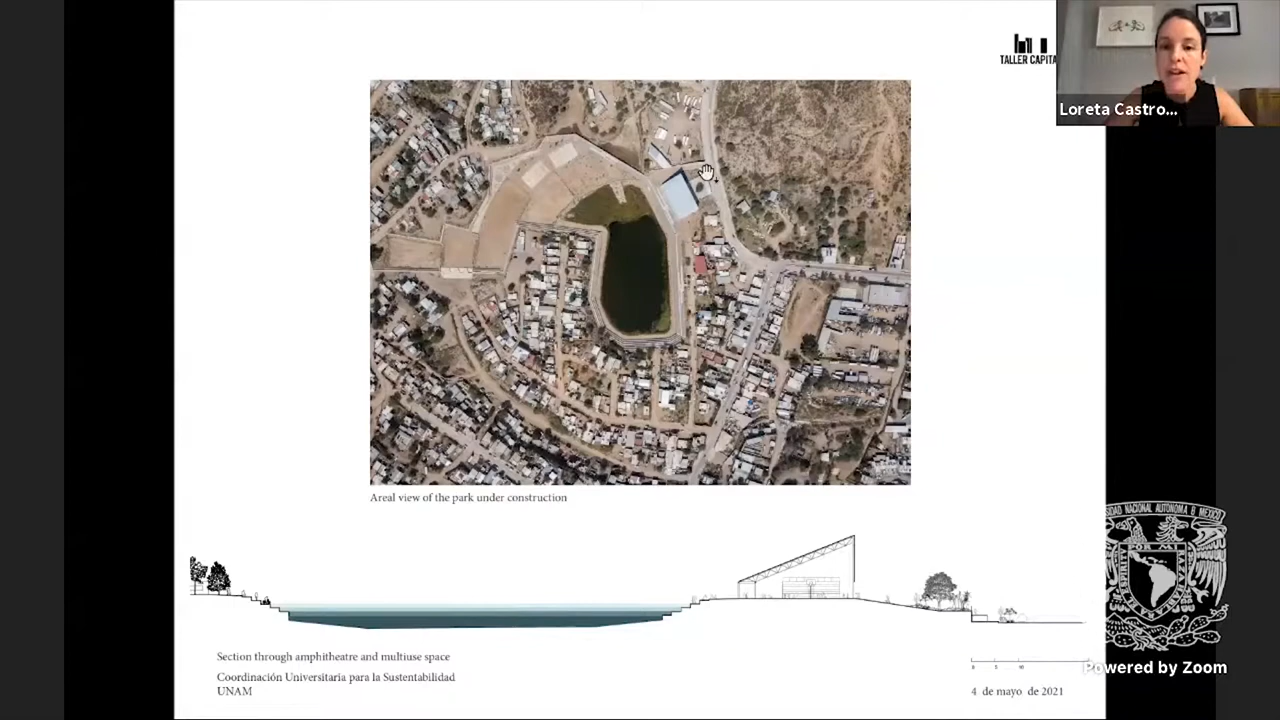 TALLER CAPITA
Loreta Castro...
Areal view of the park under construction
Section through amphitheatre and multiuse space
Coordinación Universitaria para la Sustentabilidad
UNAM
4 de mayo de 2021
Powered by Zoom